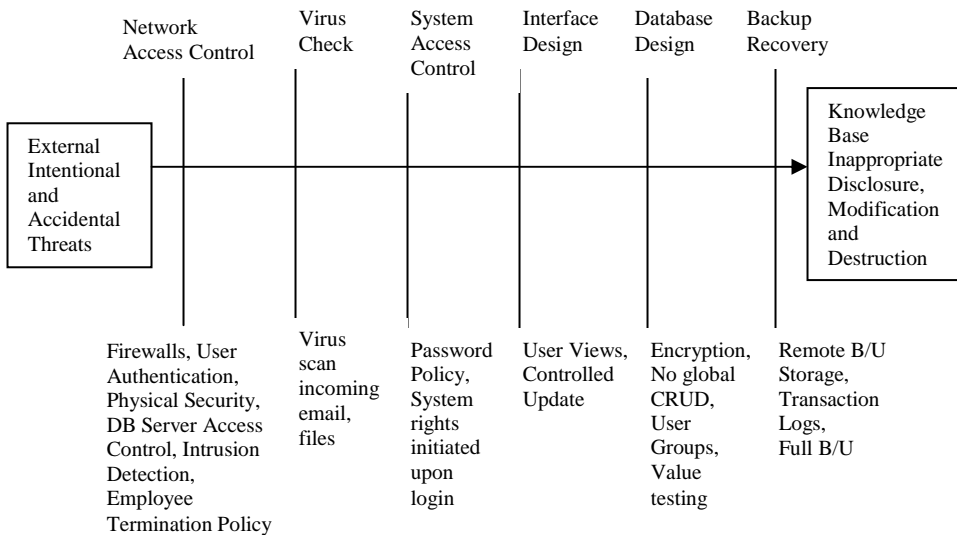 Network
Access Control
Virus
Check
System
Access
Control
Interface
Design
Database
Design
Backup
Recovery
External
Intentional
and
Accidental
Threats
Knowledge
Base
Inappropriate
Disclosure,
Modification
and
Destruction
Firewalls, User
Authentication,
Physical Security,
DB Server Access
Control, Intrusion
Detection,
Employee
Termination Policy
Virus
scan
incoming
email,
files
Password
Policy,
System
rights
initiated
upon
login
User Views,
Controlled
Update
Encryption,
No global
CRUD,
User
Groups,
Value
testing
Remote B/U
Storage,
Transaction
Logs,
Full B/U